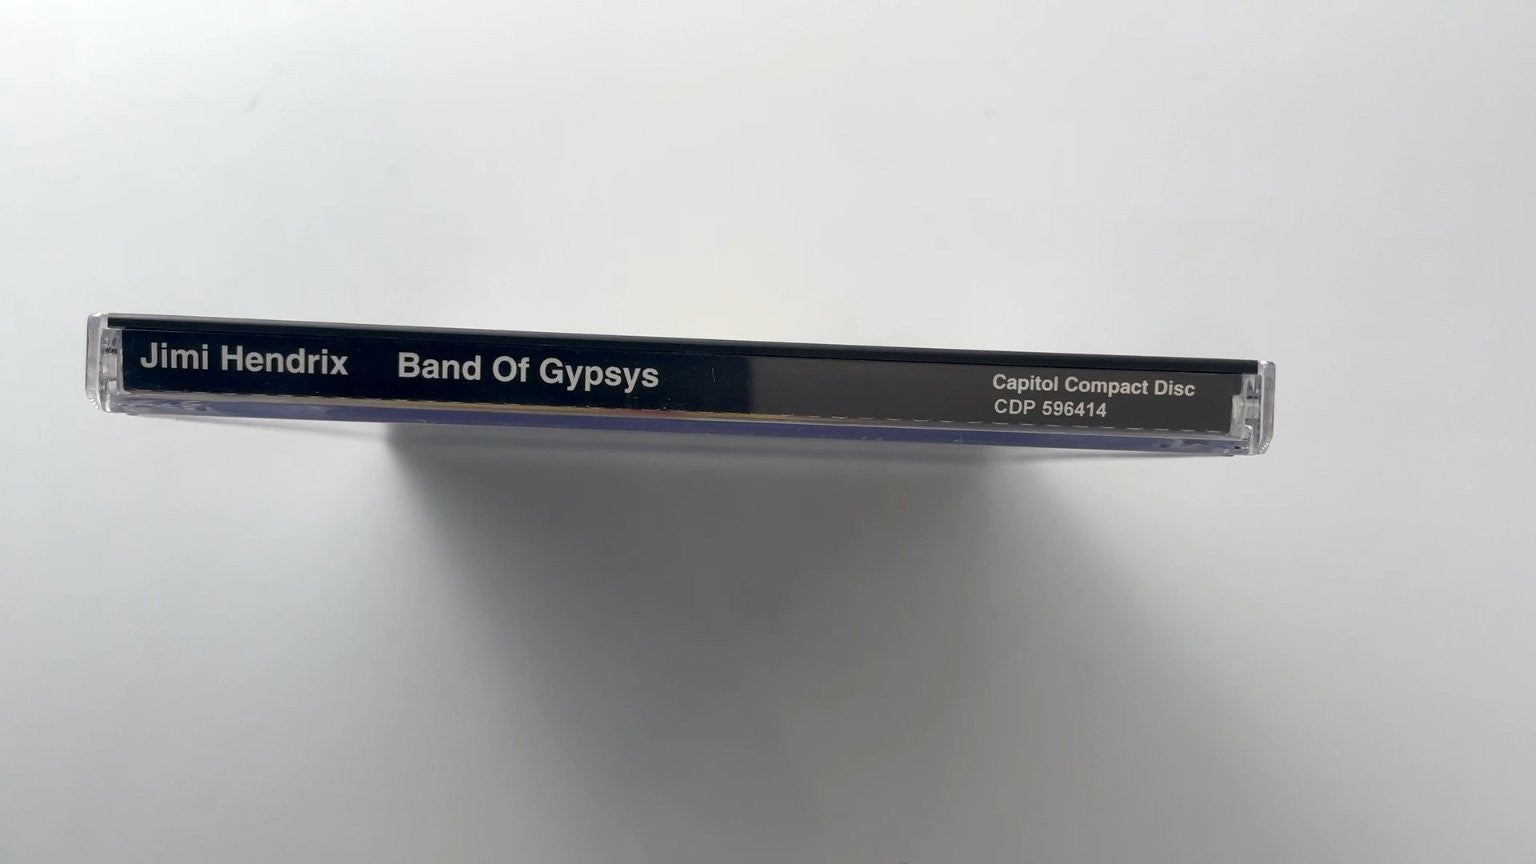 Jimi Hendrix Band Of Gypsys
Capitol Compact Disc
CDP 596414